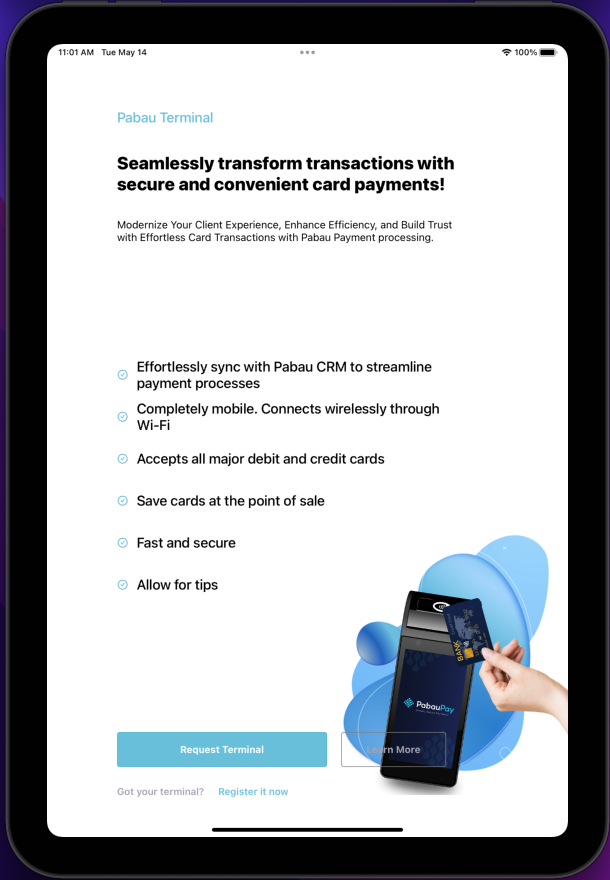 11:01 AM Tue May 14
100%
Pabau Terminal
Seamlessly transform transactions with
secure and convenient card payments!
Modernize Your Client Experience, Enhance Efficiency, and Build Trust
with Effortless Card Transactions with Pabau Payment processing.
Effortlessly sync with Pabau CRM to streamline
payment processes
Completely mobile. Connects wirelessly through
Wi-Fi
Accepts all major debit and credit cards
Save cards at the point of sale
Fast and secure
Allow for tips
BANK
PabauPay
Request Terminal
Learn More
Got your terminal? Register it now